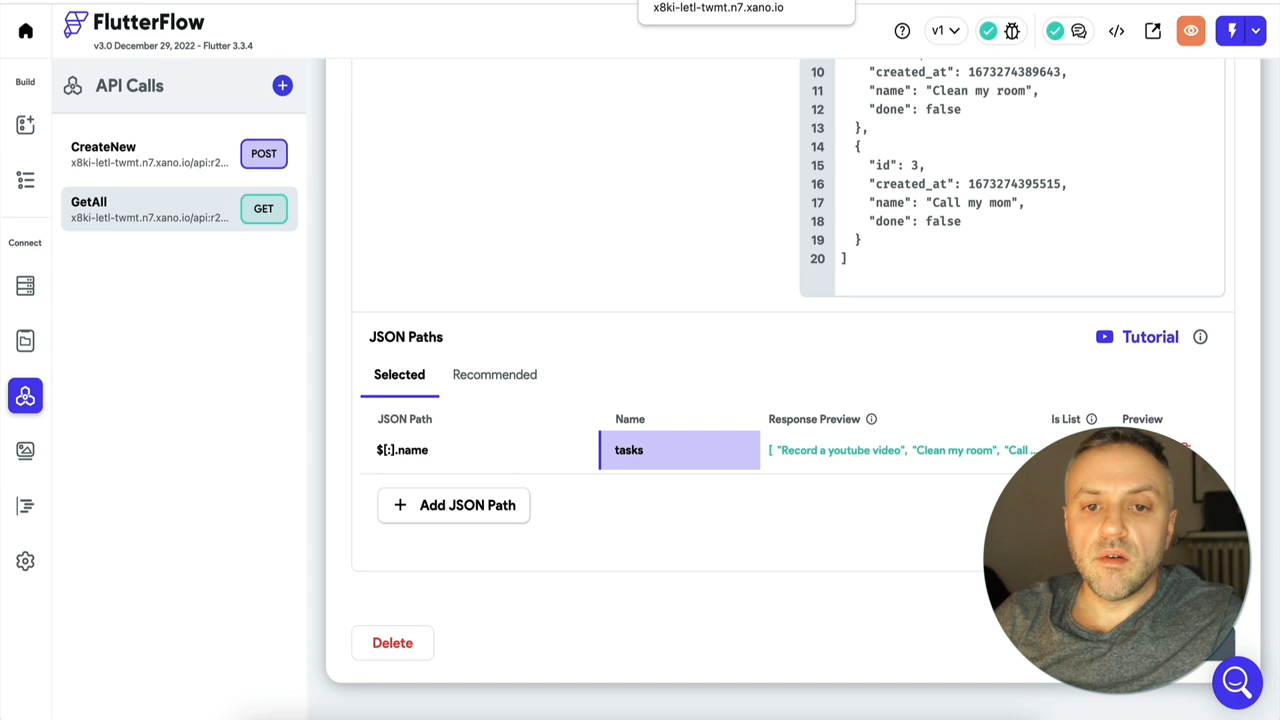 x8ki-letl-twmt.n7.xano.io
FlutterFlow
v3.0 December 29, 2022 - Flutter 3.3.4
v1
Build
API Calls
CreateNew
x8ki-letl-twmt.n7.xano.io/api:r2...
POST
GetAll
x8ki-letl-twmt.n7.xano.io/api:r2...
GET
Connect
10 "created_at": 1673274389643,
11 "name": "Clean my room",
12 "done": false
13 },
14 {
15 "id": 3,
16 "created_at": 1673274395515,
17 "name": "Call my mom",
18 "done": false
19 }
20 ]
JSON Paths
Tutorial
Selected Recommended
JSON Path Name Response Preview Is List Preview
$[:].name tasks [ "Record a youtube video", "Clean my room", "Call ...
+ Add JSON Path
Delete